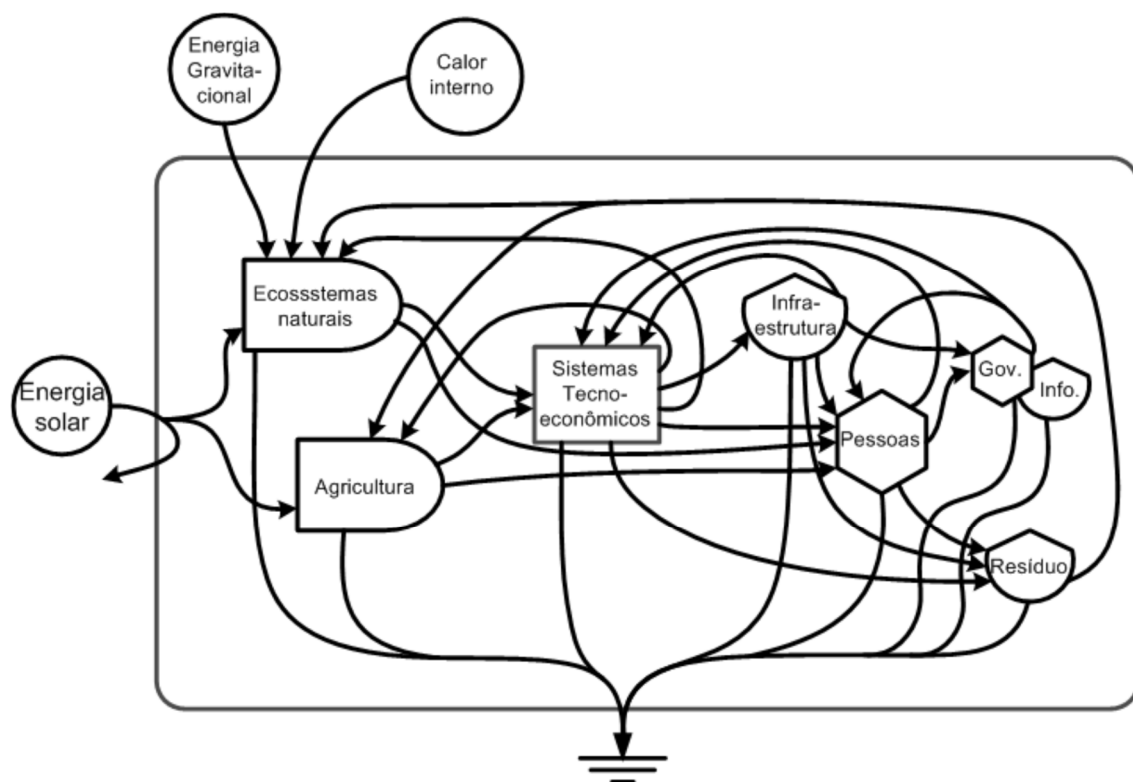 Energia
Gravita-
cional
Calor
interno
Ecossstemas
naturais
Infra-
estrutura
Sistemas
Tecno-
econômicos
Gov.
Info.
Energia
solar
Pessoas
Agricultura
Resíduo